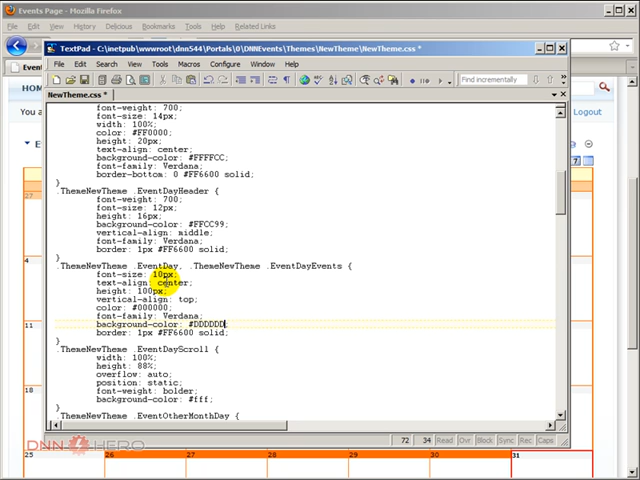 Events Page - Mozilla Firefox
File Edit View History Delicious Bookmarks Tools Help Related Links
TextPad - C:\inetpub\wwwroot\dnn544\Portals\0\DNNEvents\Themes\NewTheme\NewTheme.css *
File Edit Search View Tools Macros Configure Window Help
Find incrementally
NewTheme.css *
HOM
You a
Logout
E
7
27
4
11
18
font-weight: 700;
font-size: 14px;
width: 100%;
color: #FF0000;
height: 20px;
text-align: center;
background-color: #FFFFCC;
font-family: Verdana;
border-bottom: 0 #FF6600 solid;
}
.ThemeNewTheme .EventDayHeader {
font-weight: 700;
font-size: 12px;
height: 16px;
background-color: #FFCC99;
vertical-align: middle;
font-family: Verdana;
border: 1px #FF6600 solid;
}
.ThemeNewTheme .EventDay, .ThemeNewTheme .EventDayEvents {
font-size: 10px;
text-align: center;
height: 100px;
vertical-align: top;
color: #000000;
font-family: Verdana;
background-color: #DDDDDD;
border: 1px #FF6600 solid;
}
.ThemeNewTheme .EventDayScroll {
width: 100%;
height: 88%;
overflow: auto;
position: static;
font-weight: bolder;
background-color: #fff;
}
.ThemeNewTheme .EventOtherMonthDay {
72 34 Read Ovr Block Sync Rec Caps
DNN HERO
25 26 27 28 29 30 31